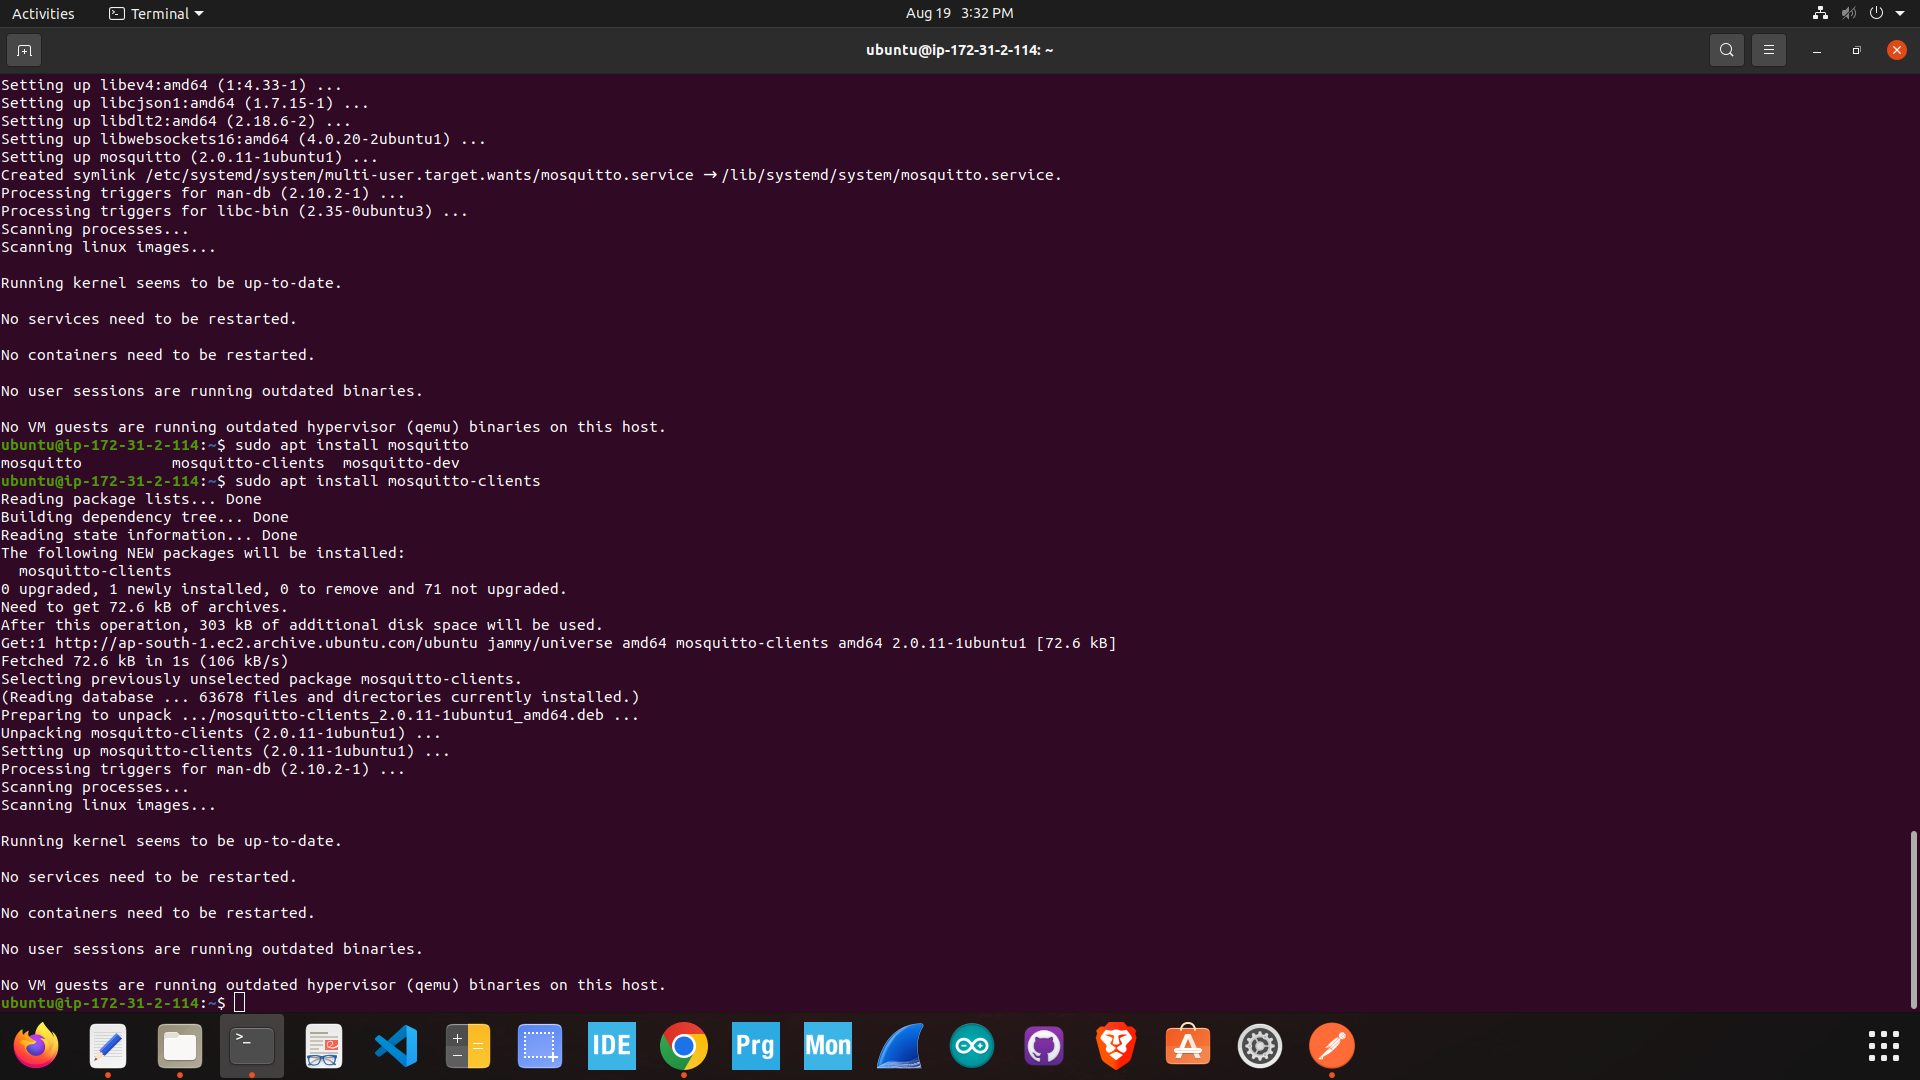 Activities
Terminal
Aug 19 3:32 PM
ubuntu@ip-172-31-2-114: ~
Setting up libev4:amd64 (1:4.33-1) ...
Setting up libcjson1:amd64 (1.7.15-1) ...
Setting up libdlt2:amd64 (2.18.6-2) ...
Setting up libwebsockets16:amd64 (4.0.20-2ubuntu1) ...
Setting up mosquitto (2.0.11-1ubuntu1) ...
Created symlink /etc/systemd/system/multi-user.target.wants/mosquitto.service → /lib/systemd/system/mosquitto.service.
Processing triggers for man-db (2.10.2-1) ...
Processing triggers for libc-bin (2.35-0ubuntu3) ...
Scanning processes...
Scanning linux images...
Running kernel seems to be up-to-date.
No services need to be restarted.
No containers need to be restarted.
No user sessions are running outdated binaries.
No VM guests are running outdated hypervisor (qemu) binaries on this host.
ubuntu@ip-172-31-2-114:~$ sudo apt install mosquitto
mosquitto mosquitto-clients mosquitto-dev
ubuntu@ip-172-31-2-114:~$ sudo apt install mosquitto-clients
Reading package lists... Done
Building dependency tree... Done
Reading state information... Done
The following NEW packages will be installed:
mosquitto-clients
0 upgraded, 1 newly installed, 0 to remove and 71 not upgraded.
Need to get 72.6 kB of archives.
After this operation, 303 kB of additional disk space will be used.
Get:1 http://ap-south-1.ec2.archive.ubuntu.com/ubuntu jammy/universe amd64 mosquitto-clients amd64 2.0.11-1ubuntu1 [72.6 kB]
Fetched 72.6 kB in 1s (106 kB/s)
Selecting previously unselected package mosquitto-clients.
(Reading database ... 63678 files and directories currently installed.)
Preparing to unpack .../mosquitto-clients_2.0.11-1ubuntu1_amd64.deb ...
Unpacking mosquitto-clients (2.0.11-1ubuntu1) ...
Setting up mosquitto-clients (2.0.11-1ubuntu1) ...
Processing triggers for man-db (2.10.2-1) ...
Scanning processes...
Scanning linux images...
Running kernel seems to be up-to-date.
No services need to be restarted.
No containers need to be restarted.
No user sessions are running outdated binaries.
No VM guests are running outdated hypervisor (qemu) binaries on this host.
ubuntu@ip-172-31-2-114:~$
IDE
Prg
Mon